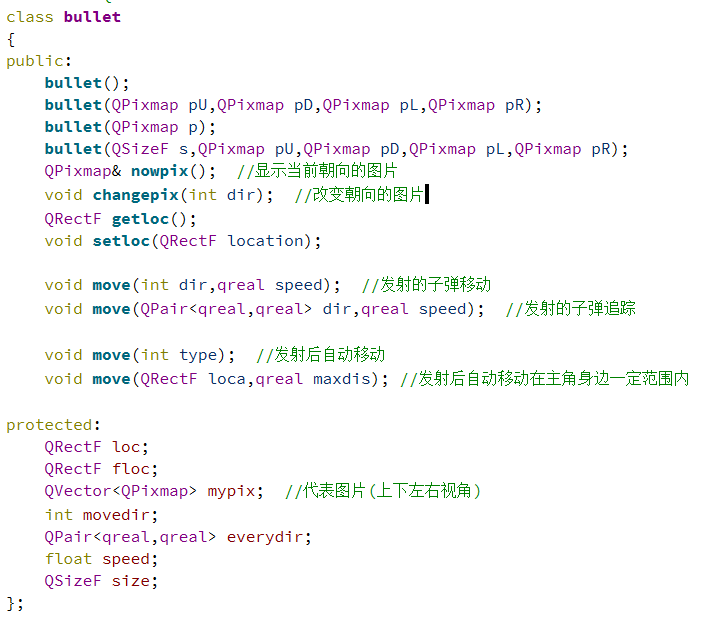 class bullet
{
public:
    bullet();
    bullet(QPixmap pU,QPixmap pD,QPixmap pL,QPixmap pR);
    bullet(QPixmap p);
    bullet(QSizeF s,QPixmap pU,QPixmap pD,QPixmap pL,QPixmap pR);
    QPixmap& nowpix();  //显示当前朝向的图片
    void changepix(int dir);  //改变朝向的图片
    QRectF getloc();
    void setloc(QRectF location);

    void move(int dir,qreal speed);  //发射的子弹移动
    void move(QPair<qreal,qreal> dir,qreal speed);  //发射的子弹追踪

    void move(int type);  //发射后自动移动
    void move(QRectF loca,qreal maxdis); //发射后自动移动在主角身边一定范围内

protected:
    QRectF loc;
    QRectF floc;
    QVector<QPixmap> mypix;  //代表图片(上下左右视角)
    int movedir;
    QPair<qreal,qreal> everydir;
    float speed;
    QSizeF size;
};